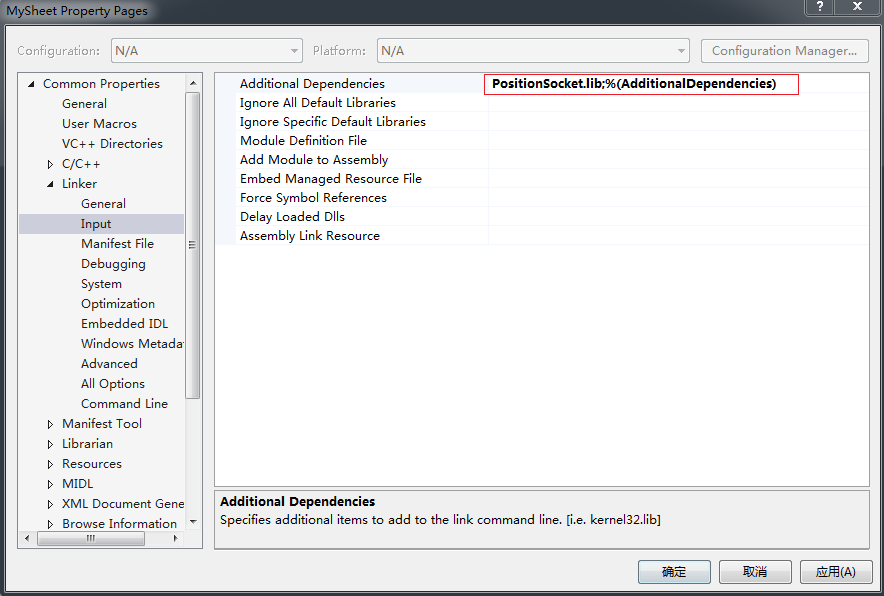 MySheet Property Pages
?
Configuration: N/A Platform: N/A Configuration Manager...
Common Properties
General
User Macros
VC++ Directories
C/C++
Linker
General
Input
Manifest File
Debugging
System
Optimization
Embedded IDL
Windows Metada
Advanced
All Options
Command Line
Manifest Tool
Librarian
Resources
MIDL
XML Document Gene
Browse Information
Additional Dependencies PositionSocket.lib;%(AdditionalDependencies)
Ignore All Default Libraries
Ignore Specific Default Libraries
Module Definition File
Add Module to Assembly
Embed Managed Resource File
Force Symbol References
Delay Loaded Dlls
Assembly Link Resource
Additional Dependencies
Specifies additional items to add to the link command line. [i.e. kernel32.lib]
确定 取消 应用(A)